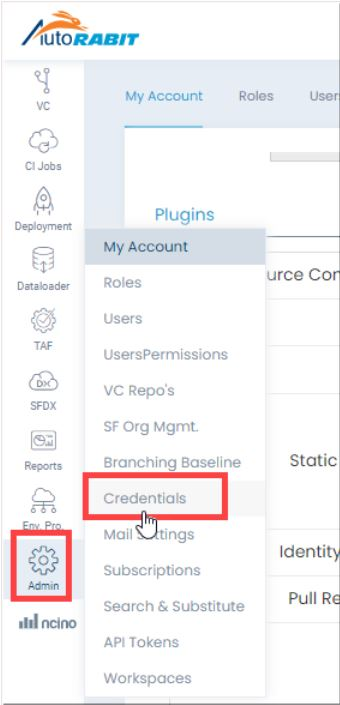 AutoRABIT
VC
CI Jobs
Deployment
Dataloader
TAF
SFDX
Reports
Env. Pro.
Admin
ncino
My Account
Roles
Users
Plugins
My Account
Roles
Users
UsersPermissions
VC Repo's
SF Org Mgmt.
Branching Baseline
Credentials
Mail Settings
Subscriptions
Search & Substitute
API Tokens
Workspaces
urce Con
Static
Identity
Pull Re